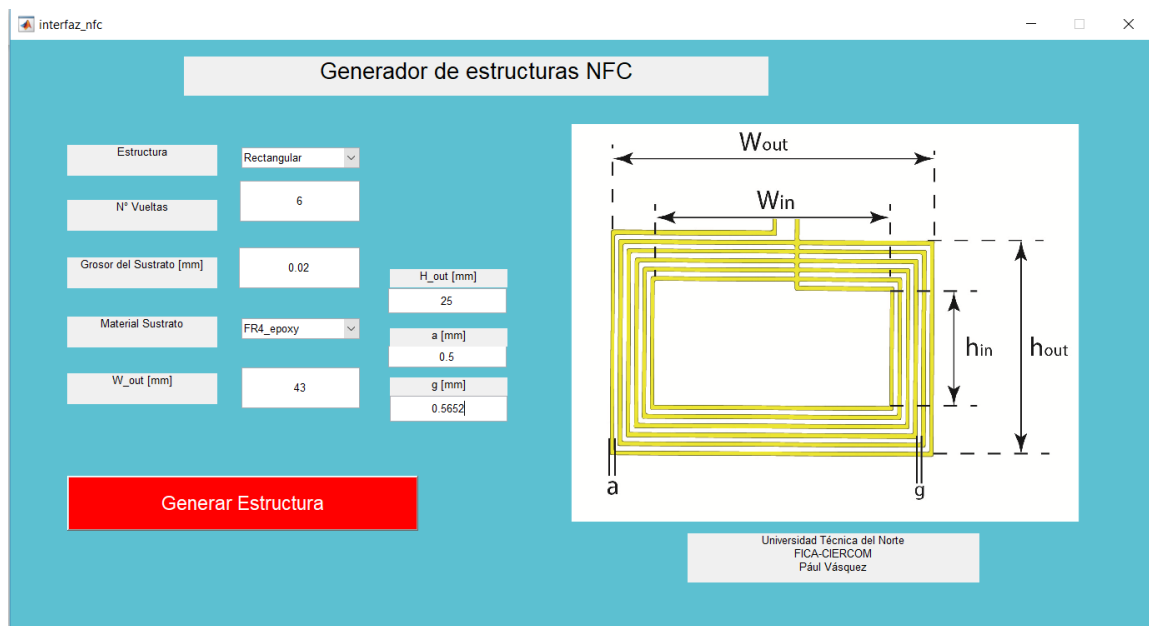 interfaz_nfc
Generador de estructuras NFC
Estructura
Rectangular
N° Vueltas
6
Grosor del Sustrato [mm]
0.02
Material Sustrato
FR4_epoxy
W_out [mm]
43
H_out [mm]
25
a [mm]
0.5
g [mm]
0.5652
Generar Estructura
Wout
Win
hin
hout
a
g
Universidad Técnica del Norte
FICA-CIERCOM
Pául Vásquez